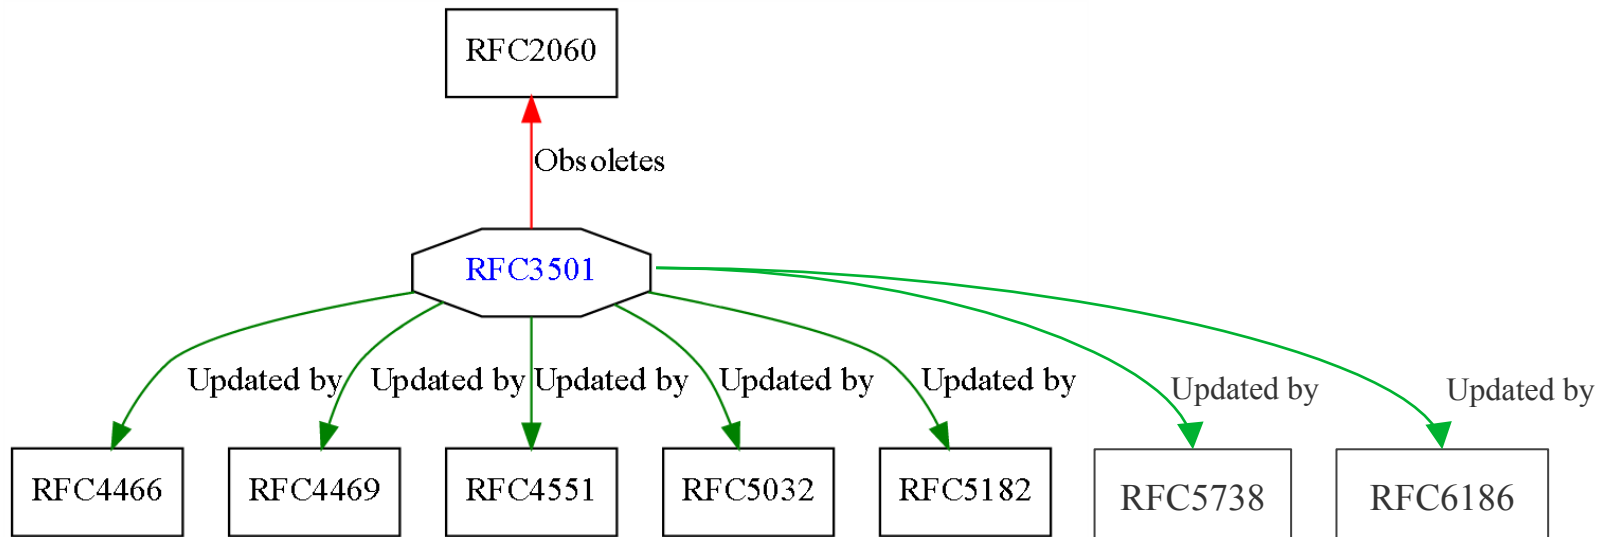 RFC2060
Obsoletes
RFC3501
Updated by Updated by Updated by Updated by Updated by Updated by Updated by
RFC4466 RFC4469 RFC4551 RFC5032 RFC5182 RFC5738 RFC6186